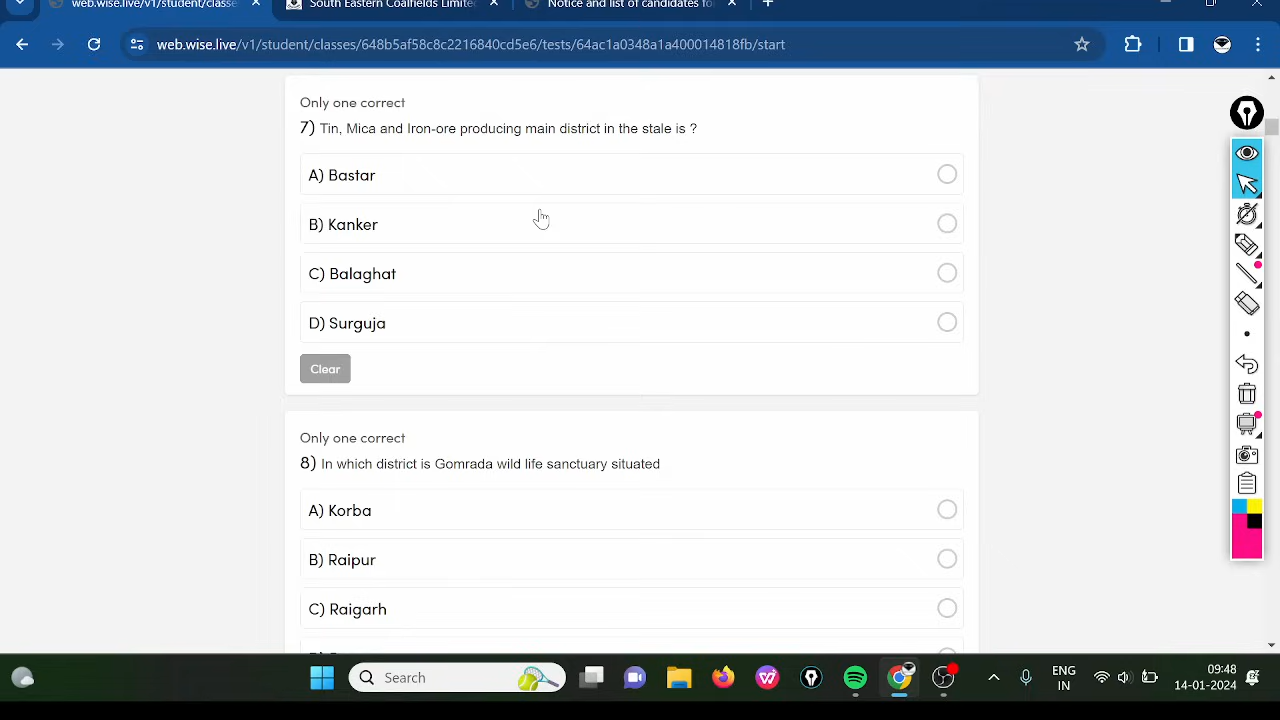 web.wise.live/v1/student/classe
South Eastern Coalfields Limite
Notice and list of candidates fo
web.wise.live/v1/student/classes/648b5af58c8c2216840cd5e6/tests/64ac1a0348a1a400014818fb/start
Only one correct
7) Tin, Mica and Iron-ore producing main district in the stale is ?
A) Bastar
B) Kanker
C) Balaghat
D) Surguja
Clear
Only one correct
8) In which district is Gomrada wild life sanctuary situated
A) Korba
B) Raipur
C) Raigarh
Search
ENG
IN
09:48
14-01-2024